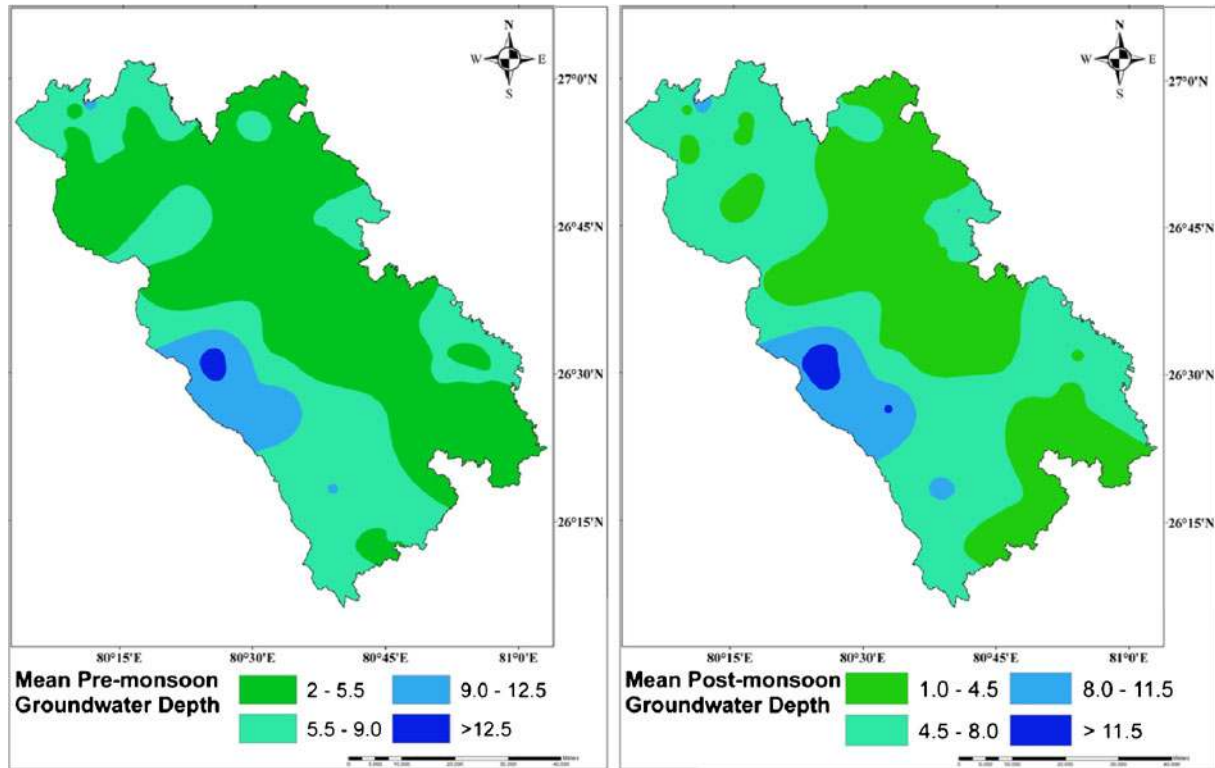 N
W E
S
27°0'N
26°45'N
26°30'N
26°15'N
80°15'E 80°30'E 80°45'E 81°0'E
Mean Pre-monsoon
Groundwater Depth
2 - 5.5
5.5 - 9.0
9.0 - 12.5
>12.5
N
W E
S
27°0'N
26°45'N
26°30'N
26°15'N
80°15'E 80°30'E 80°45'E 81°0'E
Mean Post-monsoon
Groundwater Depth
1.0 - 4.5
4.5 - 8.0
8.0 - 11.5
> 11.5